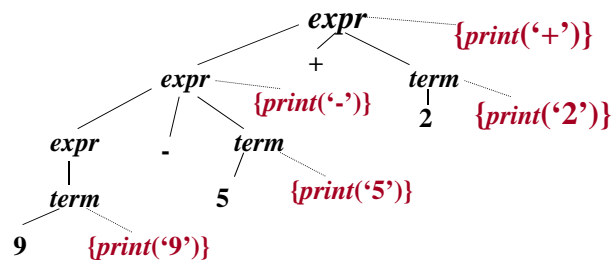 expr {print(‘+’)}
+
expr {print(‘-’)} term
2 {print(‘2’)}
expr - term
5 {print(‘5’)}
term
9 {print(‘9’)}